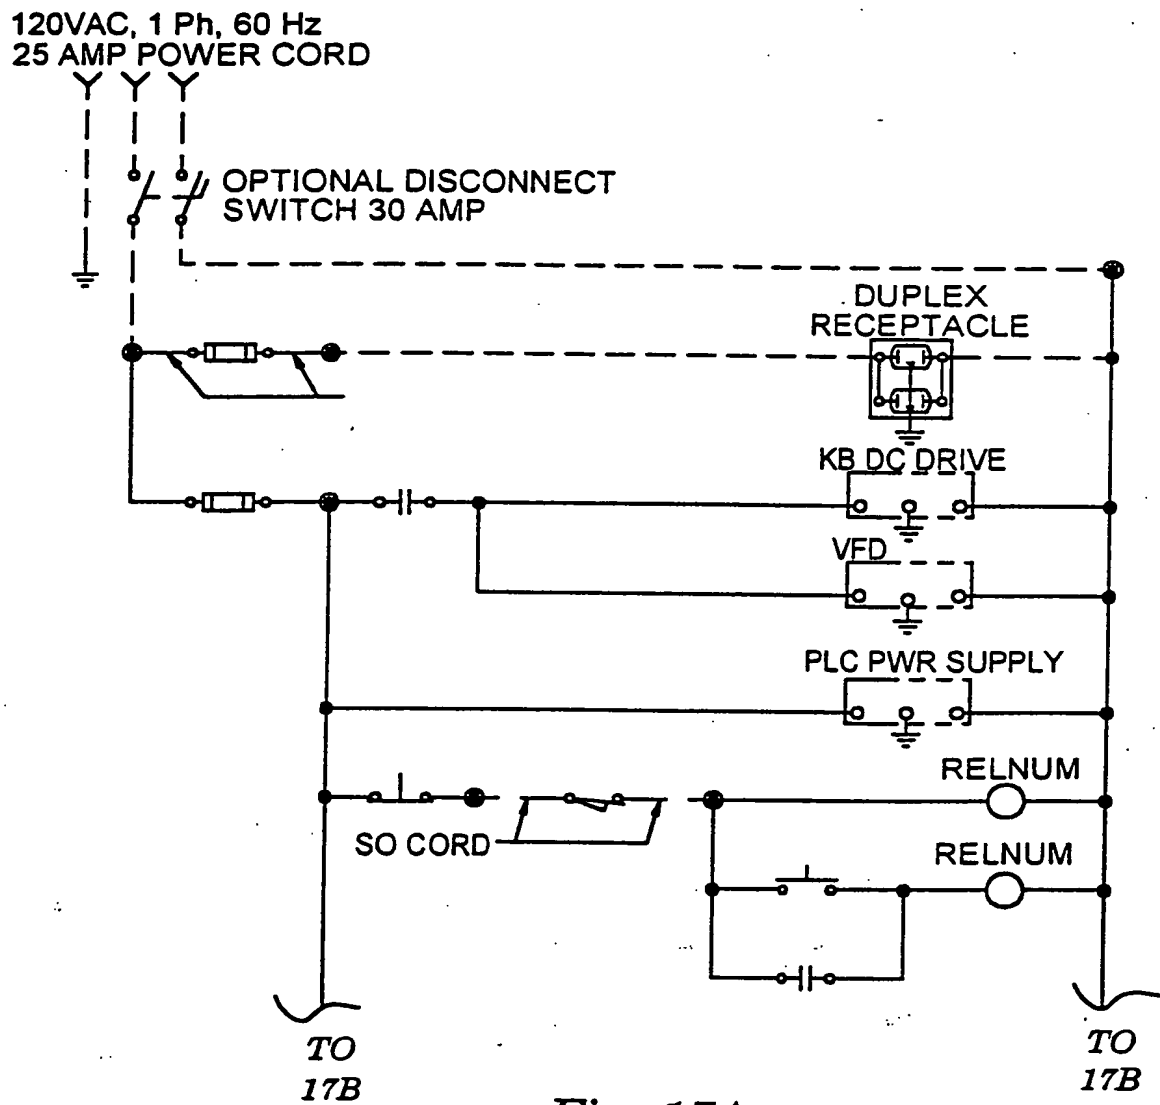 120VAC, 1 Ph, 60 Hz
25 AMP POWER CORD
OPTIONAL DISCONNECT
SWITCH 30 AMP
DUPLEX
RECEPTACLE
KB DC DRIVE
VFD
PLC PWR SUPPLY
RELNUM
SO CORD
RELNUM
TO
17B
TO
17B